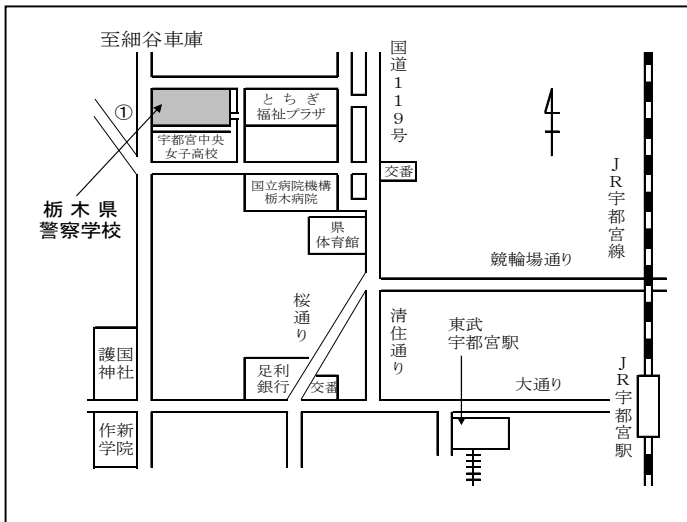 至細谷車庫
国道119号
①
とちぎ
福祉プラザ
宇都宮中央
女子高校
交番
国立病院機構
栃木病院
栃木県
警察学校
県
体育館
JR宇都宮線
競輪場通り
桜通り
清住通り
東武
宇都宮駅
護国
神社
足利
銀行
交番
大通り
JR宇都宮駅
作新
学院